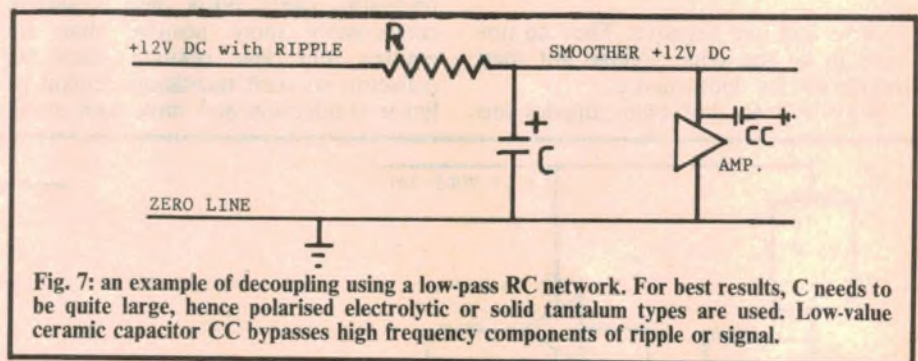 R
+12V DC with RIPPLE
SMOOTHER +12V DC
+
C
CC
AMP.
ZERO LINE
Fig. 7: an example of decoupling using a low-pass RC network. For best results, C needs to
be quite large, hence polarised electrolytic or solid tantalum types are used. Low-value
ceramic capacitor CC bypasses high frequency components of ripple or signal.